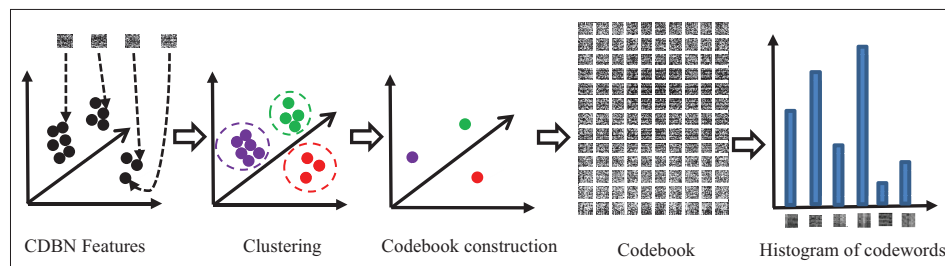 CDBN Features
Clustering
Codebook construction
Codebook
Histogram of codewords